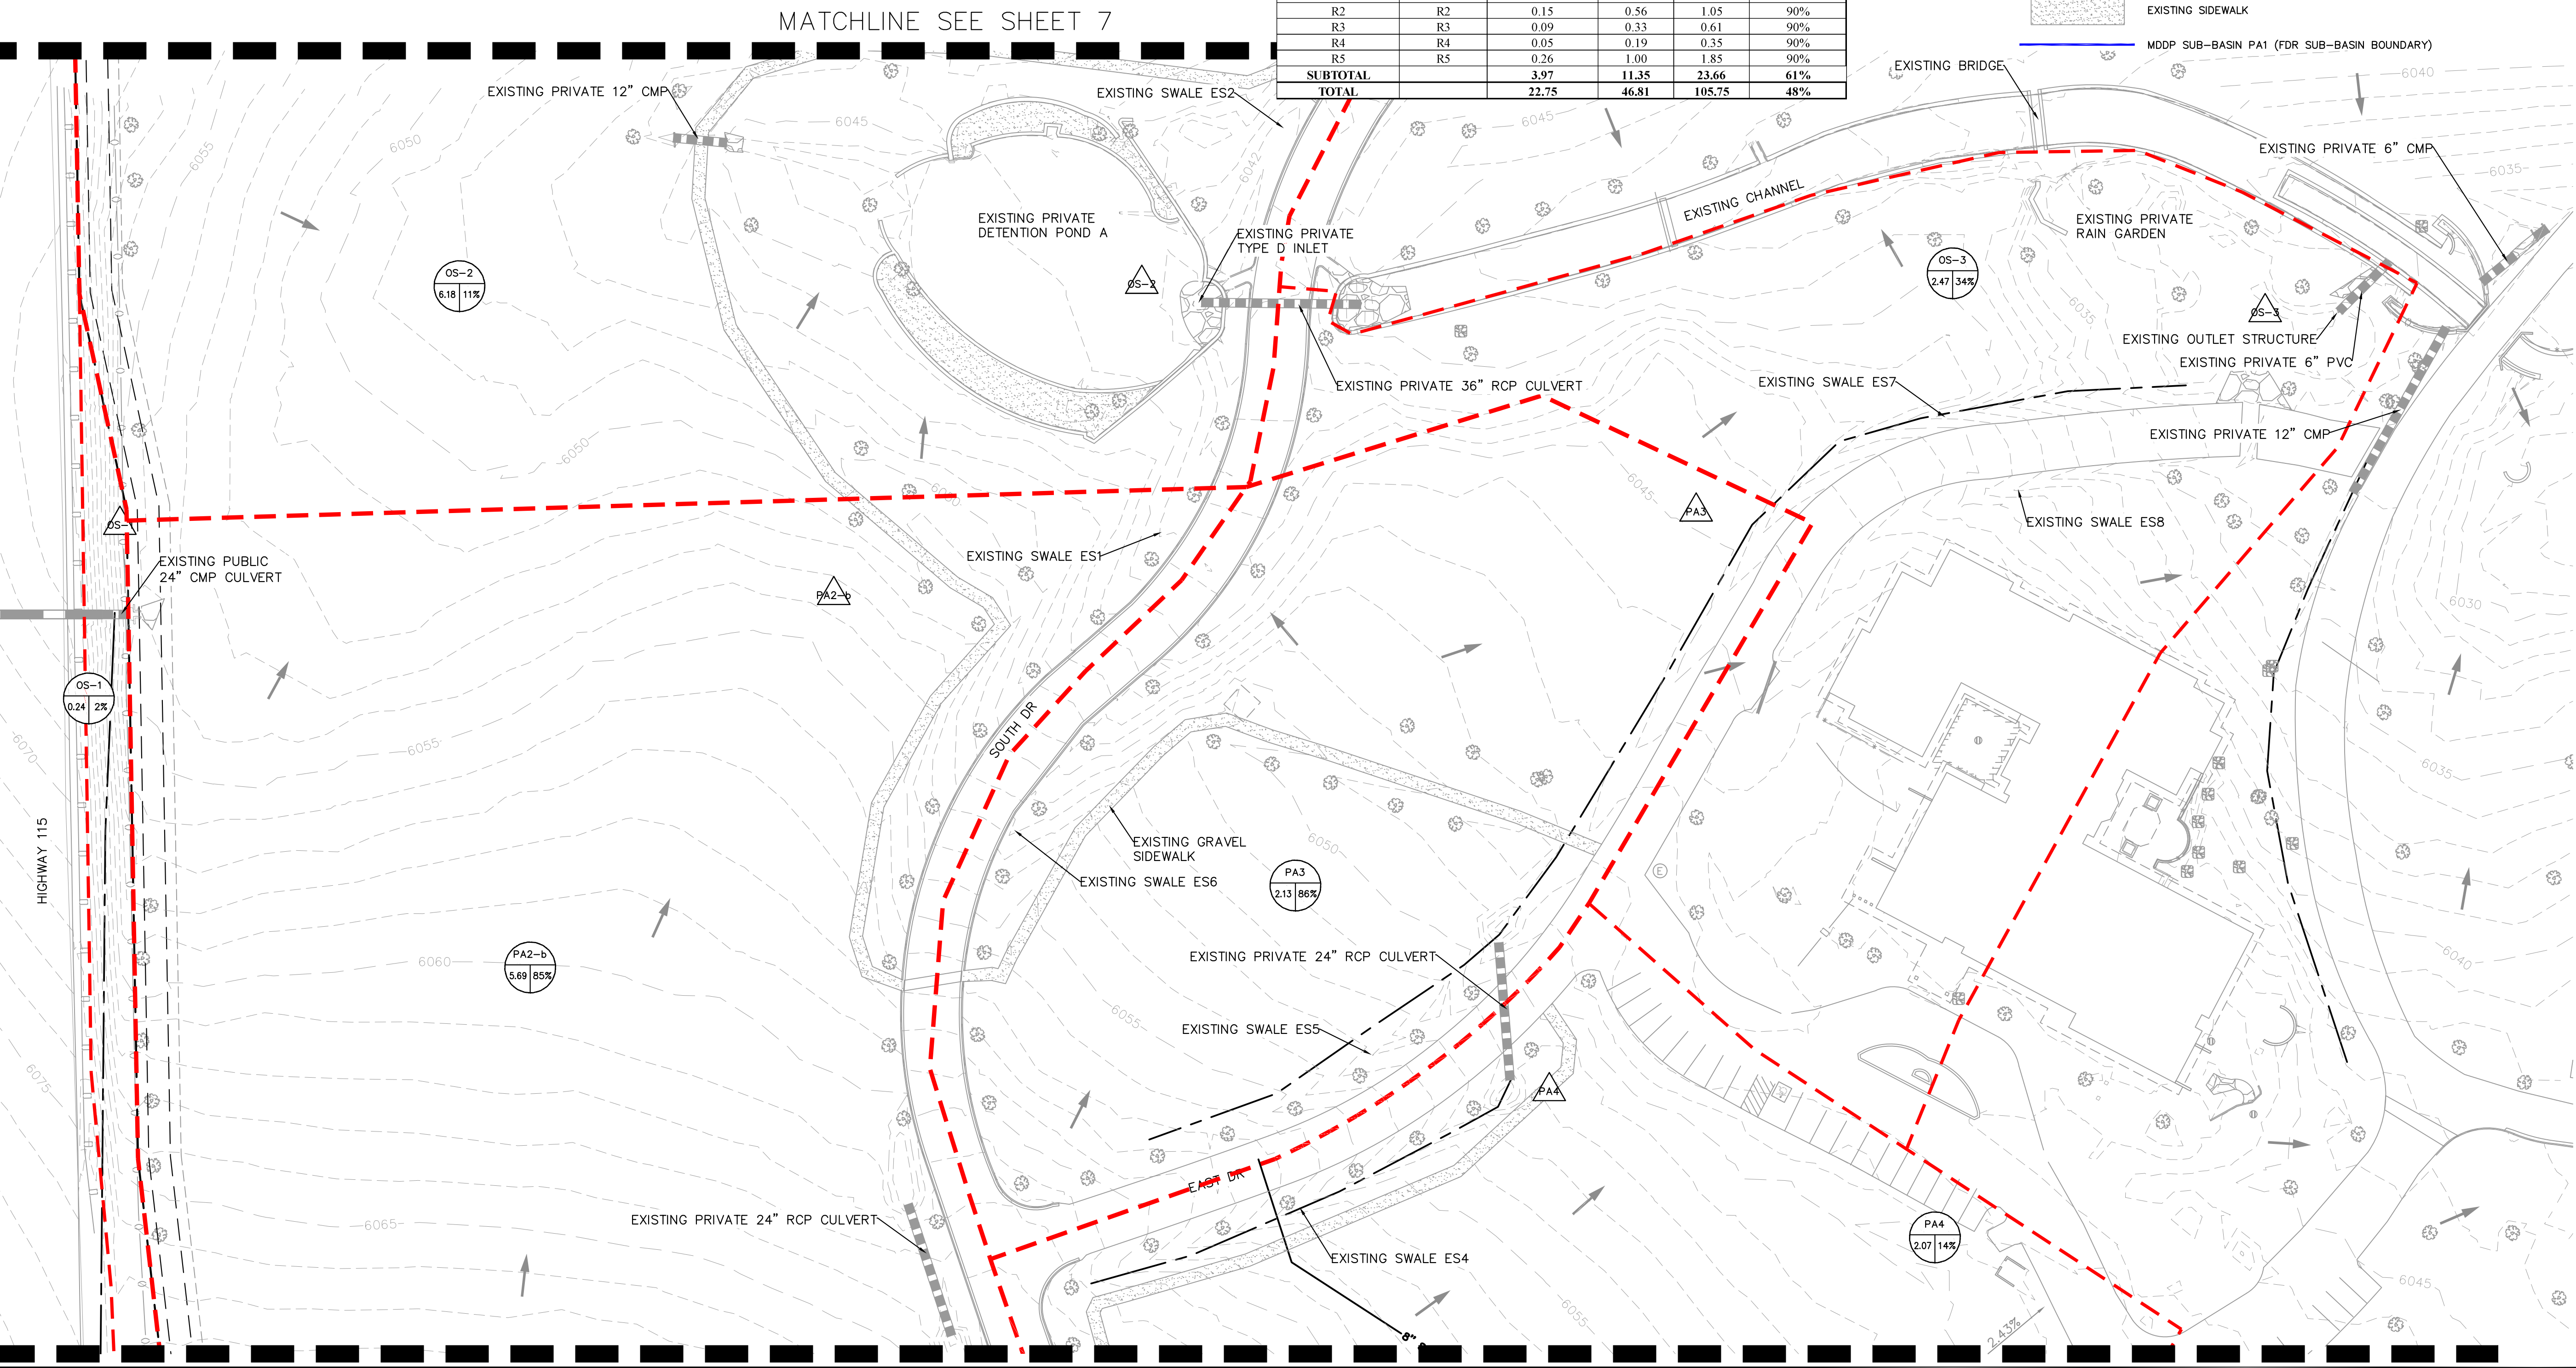 MATCHLINE SEE SHEET 7
R2 R2 0.15 0.56 1.05 90%
R3 R3 0.09 0.33 0.61 90%
R4 R4 0.05 0.19 0.35 90%
R5 R5 0.26 1.00 1.85 90%
SUBTOTAL 3.97 11.35 23.66 61%
TOTAL 22.75 46.81 105.75 48%
EXISTING SIDEWALK
MDDP SUB-BASIN PA1 (FDR SUB-BASIN BOUNDARY)
EXISTING PRIVATE 12" CMP
EXISTING SWALE ES2
EXISTING BRIDGE
6040
6055
6050
6045
6042
6045
EXISTING PRIVATE 6" CMP
6035
EXISTING PRIVATE
DETENTION POND A
EXISTING PRIVATE
TYPE D INLET
EXISTING CHANNEL
EXISTING PRIVATE
RAIN GARDEN
OS-2
6.18 11%
OS-2
OS-3
2.47 34%
6035
OS-3
EXISTING OUTLET STRUCTURE
EXISTING PRIVATE 6" PVC
EXISTING PRIVATE 36" RCP CULVERT
EXISTING SWALE ES7
EXISTING PRIVATE 12" CMP
6050
6050
6045
PA3
OS-1
EXISTING SWALE ES8
EXISTING PUBLIC
24" CMP CULVERT
EXISTING SWALE ES1
PA2-b
6030
OS-1
0.24 2%
6070
6055
SOUTH DR
6035
HIGHWAY 115
EXISTING GRAVEL
SIDEWALK
6050
EXISTING SWALE ES6
PA3
2.13 86%
E
PA2-b
5.69 85%
6060
EXISTING PRIVATE 24" RCP CULVERT
6040
6055
EXISTING SWALE ES5
6075
PA4
EAST DR
6065
EXISTING PRIVATE 24" RCP CULVERT
EXISTING SWALE ES4
PA4
2.07 14%
6045
6055
2.43%
8"